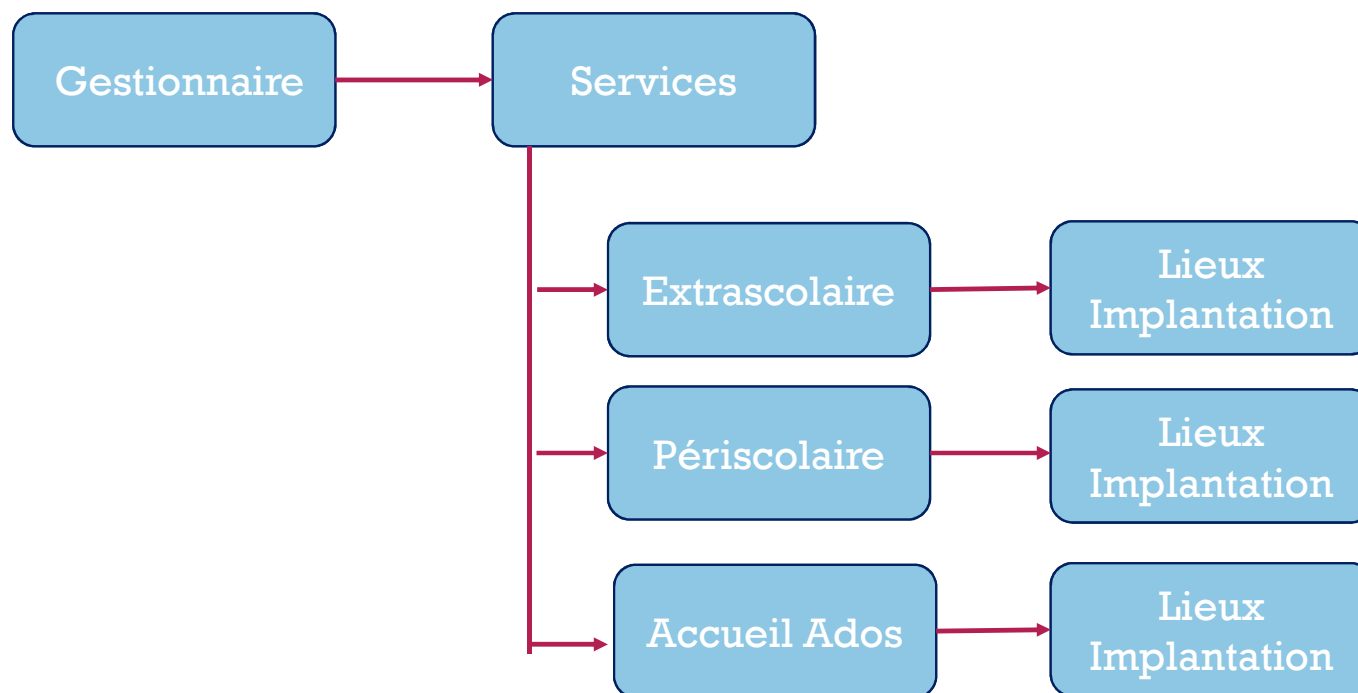 Gestionnaire
Services
Extrascolaire
Lieux
Implantation
Périscolaire
Lieux
Implantation
Accueil Ados
Lieux
Implantation